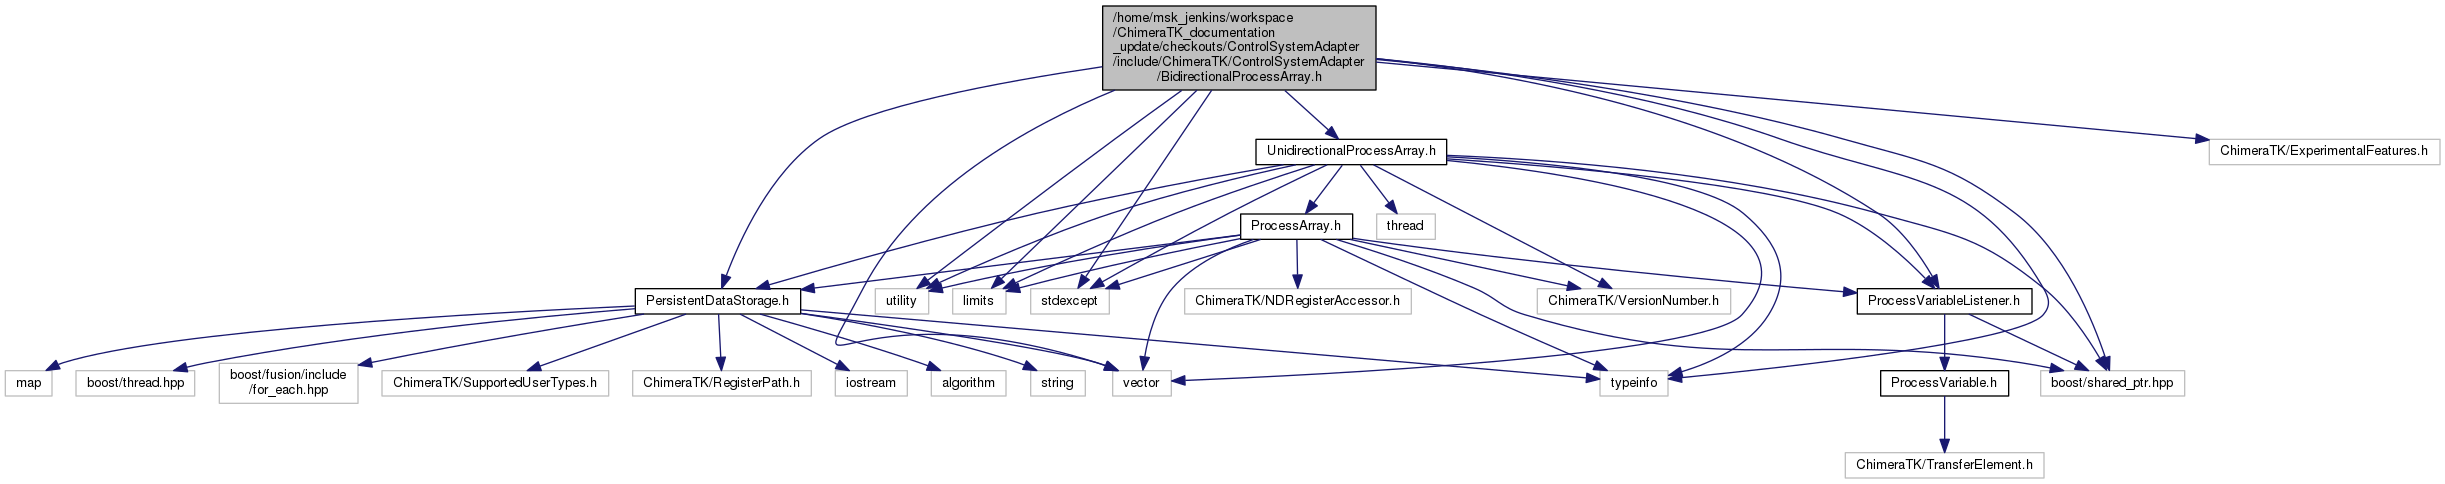 /home/msk_jenkins/workspace
/ChimeraTK_documentation
_update/checkouts/ControlSystemAdapter
/include/ChimeraTK/ControlSystemAdapter
/BidirectionalProcessArray.h
UnidirectionalProcessArray.h
ChimeraTK/ExperimentalFeatures.h
ProcessArray.h
thread
PersistentDataStorage.h
utility
limits
stdexcept
ChimeraTK/NDRegisterAccessor.h
ChimeraTK/VersionNumber.h
ProcessVariableListener.h
map
boost/thread.hpp
boost/fusion/include
/for_each.hpp
ChimeraTK/SupportedUserTypes.h
ChimeraTK/RegisterPath.h
iostream
algorithm
string
vector
typeinfo
ProcessVariable.h
boost/shared_ptr.hpp
ChimeraTK/TransferElement.h